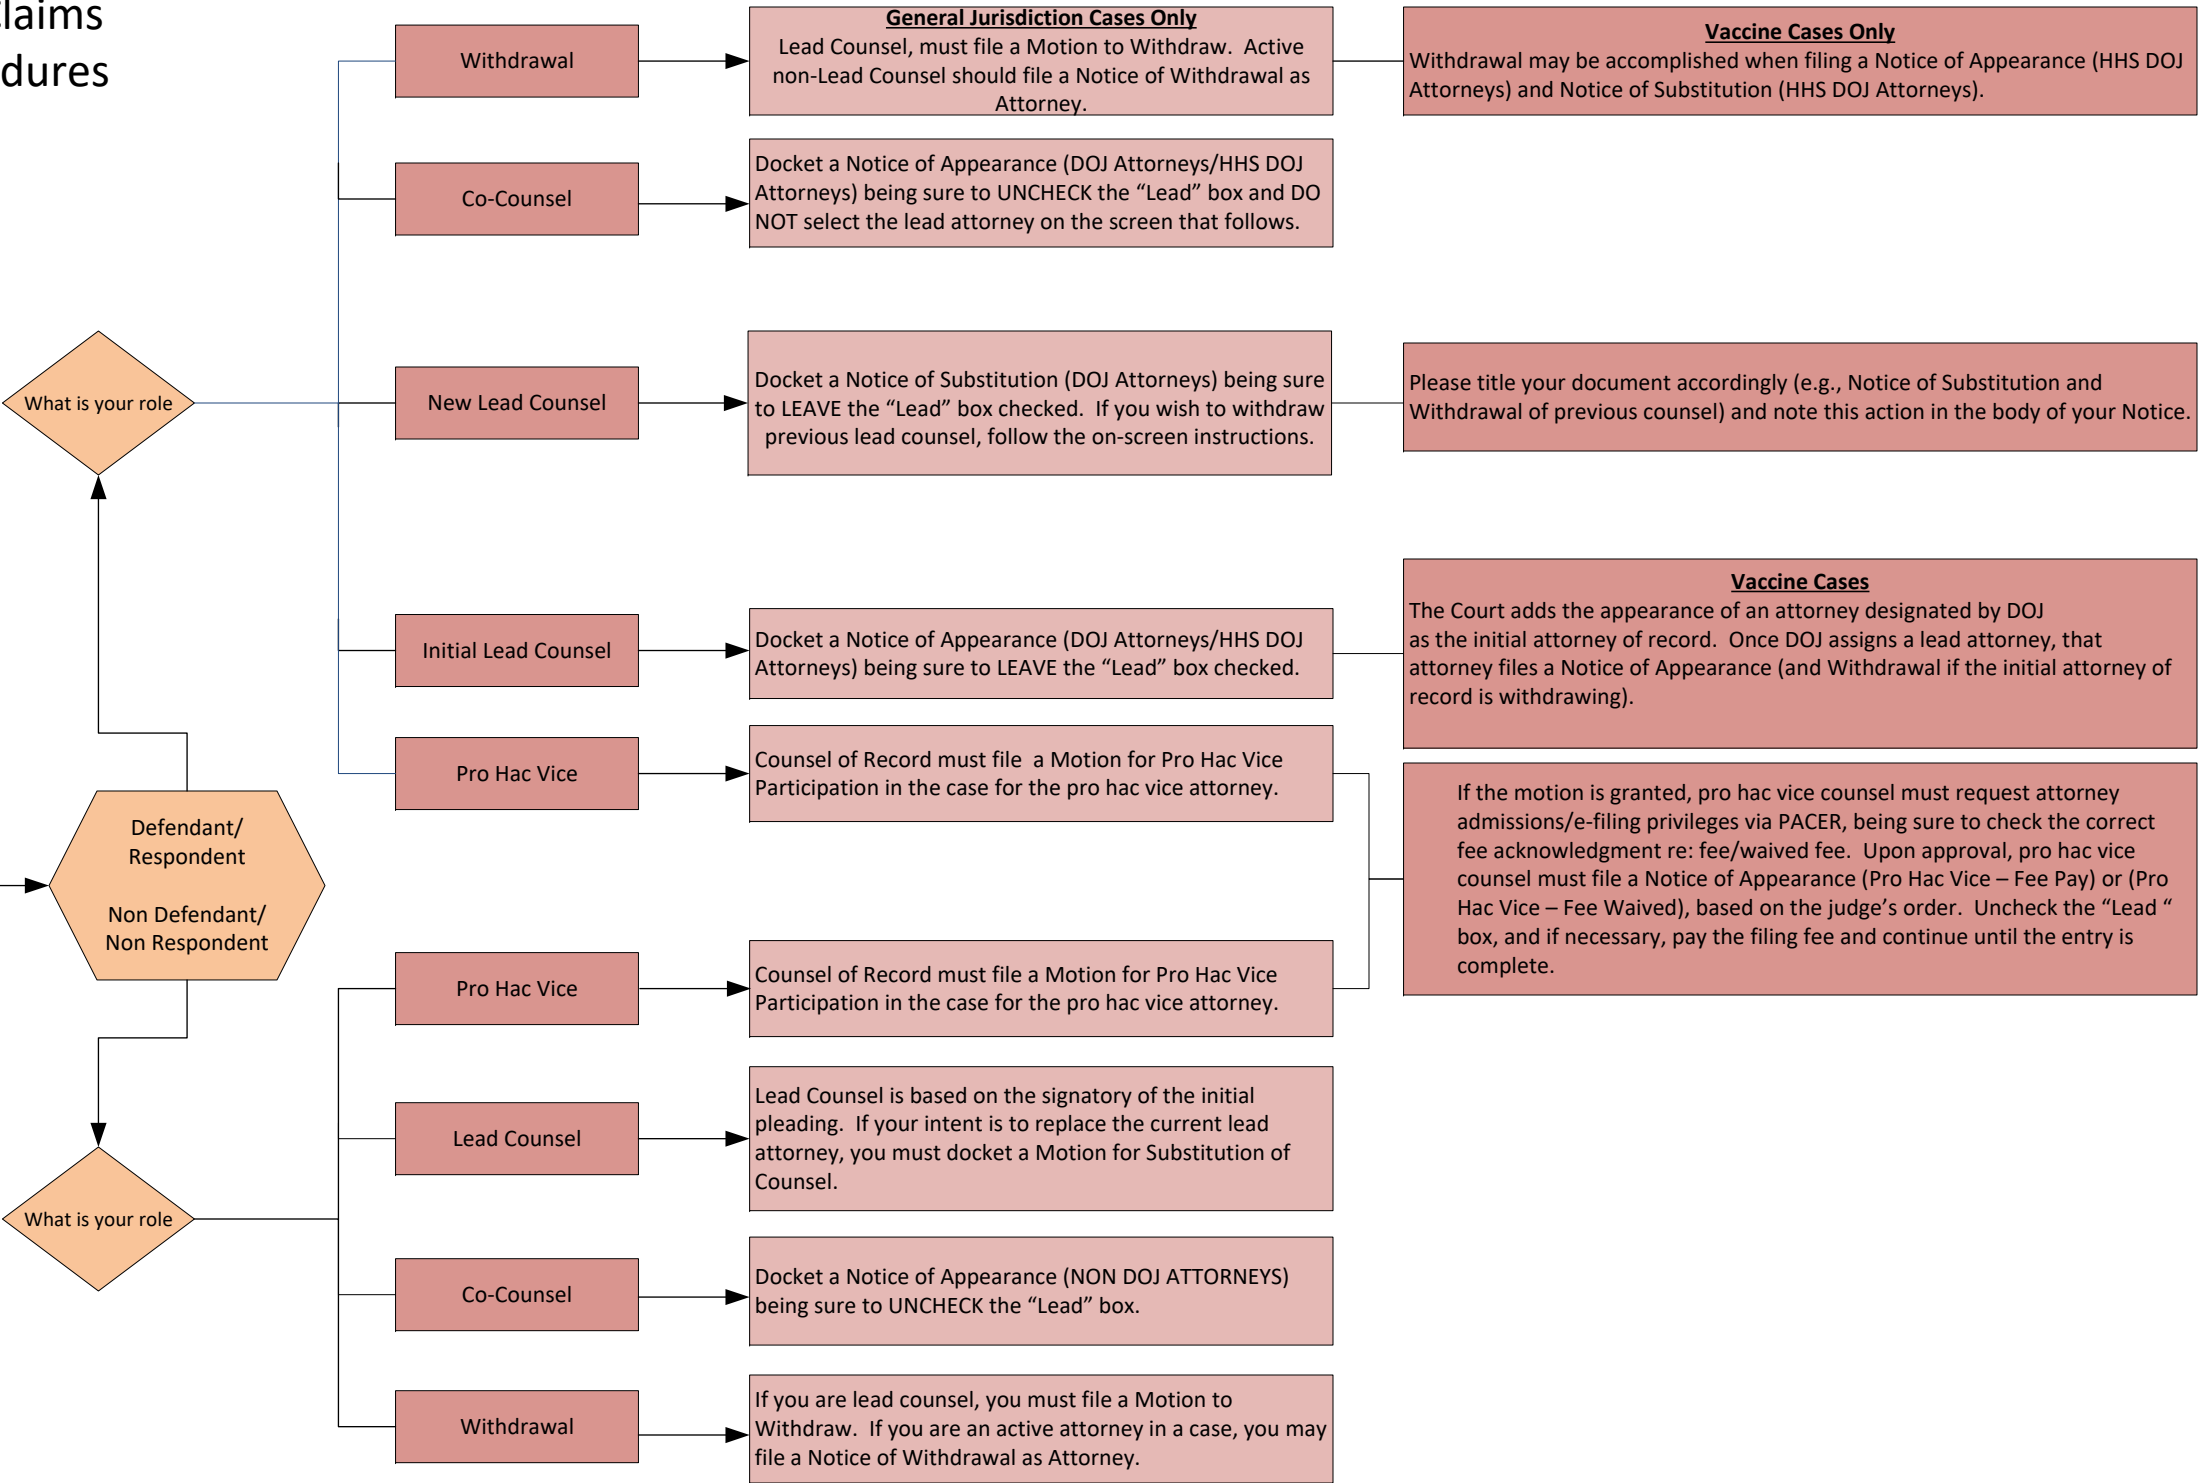 Claims
dures
Withdrawal
General Jurisdiction Cases Only
Lead Counsel, must file a Motion to Withdraw.  Active
non-Lead Counsel should file a Notice of Withdrawal as
Attorney.
Vaccine Cases Only
Withdrawal may be accomplished when filing a Notice of Appearance (HHS DOJ
Attorneys) and Notice of Substitution (HHS DOJ Attorneys).
Co-Counsel
Docket a Notice of Appearance (DOJ Attorneys/HHS DOJ
Attorneys) being sure to UNCHECK the “Lead” box and DO
NOT select the lead attorney on the screen that follows.
What is your role
New Lead Counsel
Docket a Notice of Substitution (DOJ Attorneys) being sure
to LEAVE the “Lead” box checked.  If you wish to withdraw
previous lead counsel, follow the on-screen instructions.
Please title your document accordingly (e.g., Notice of Substitution and
Withdrawal of previous counsel) and note this action in the body of your Notice.
Initial Lead Counsel
Docket a Notice of Appearance (DOJ Attorneys/HHS DOJ
Attorneys) being sure to LEAVE the “Lead” box checked.
Vaccine Cases
The Court adds the appearance of an attorney designated by DOJ
as the initial attorney of record.  Once DOJ assigns a lead attorney, that
attorney files a Notice of Appearance (and Withdrawal if the initial attorney of
record is withdrawing).
Pro Hac Vice
Counsel of Record must file  a Motion for Pro Hac Vice
Participation in the case for the pro hac vice attorney.
If the motion is granted, pro hac vice counsel must request attorney
admissions/e-filing privileges via PACER, being sure to check the correct
fee acknowledgment re: fee/waived fee.  Upon approval, pro hac vice
counsel must file a Notice of Appearance (Pro Hac Vice – Fee Pay) or (Pro
Hac Vice – Fee Waived), based on the judge’s order.  Uncheck the “Lead “
box, and if necessary, pay the filing fee and continue until the entry is
complete.
Defendant/
Respondent
Non Defendant/
Non Respondent
Pro Hac Vice
Counsel of Record must file a Motion for Pro Hac Vice
Participation in the case for the pro hac vice attorney.
Lead Counsel
Lead Counsel is based on the signatory of the initial
pleading.  If your intent is to replace the current lead
attorney, you must docket a Motion for Substitution of
Counsel.
What is your role
Co-Counsel
Docket a Notice of Appearance (NON DOJ ATTORNEYS)
being sure to UNCHECK the “Lead” box.
Withdrawal
If you are lead counsel, you must file a Motion to
Withdraw.  If you are an active attorney in a case, you may
file a Notice of Withdrawal as Attorney.